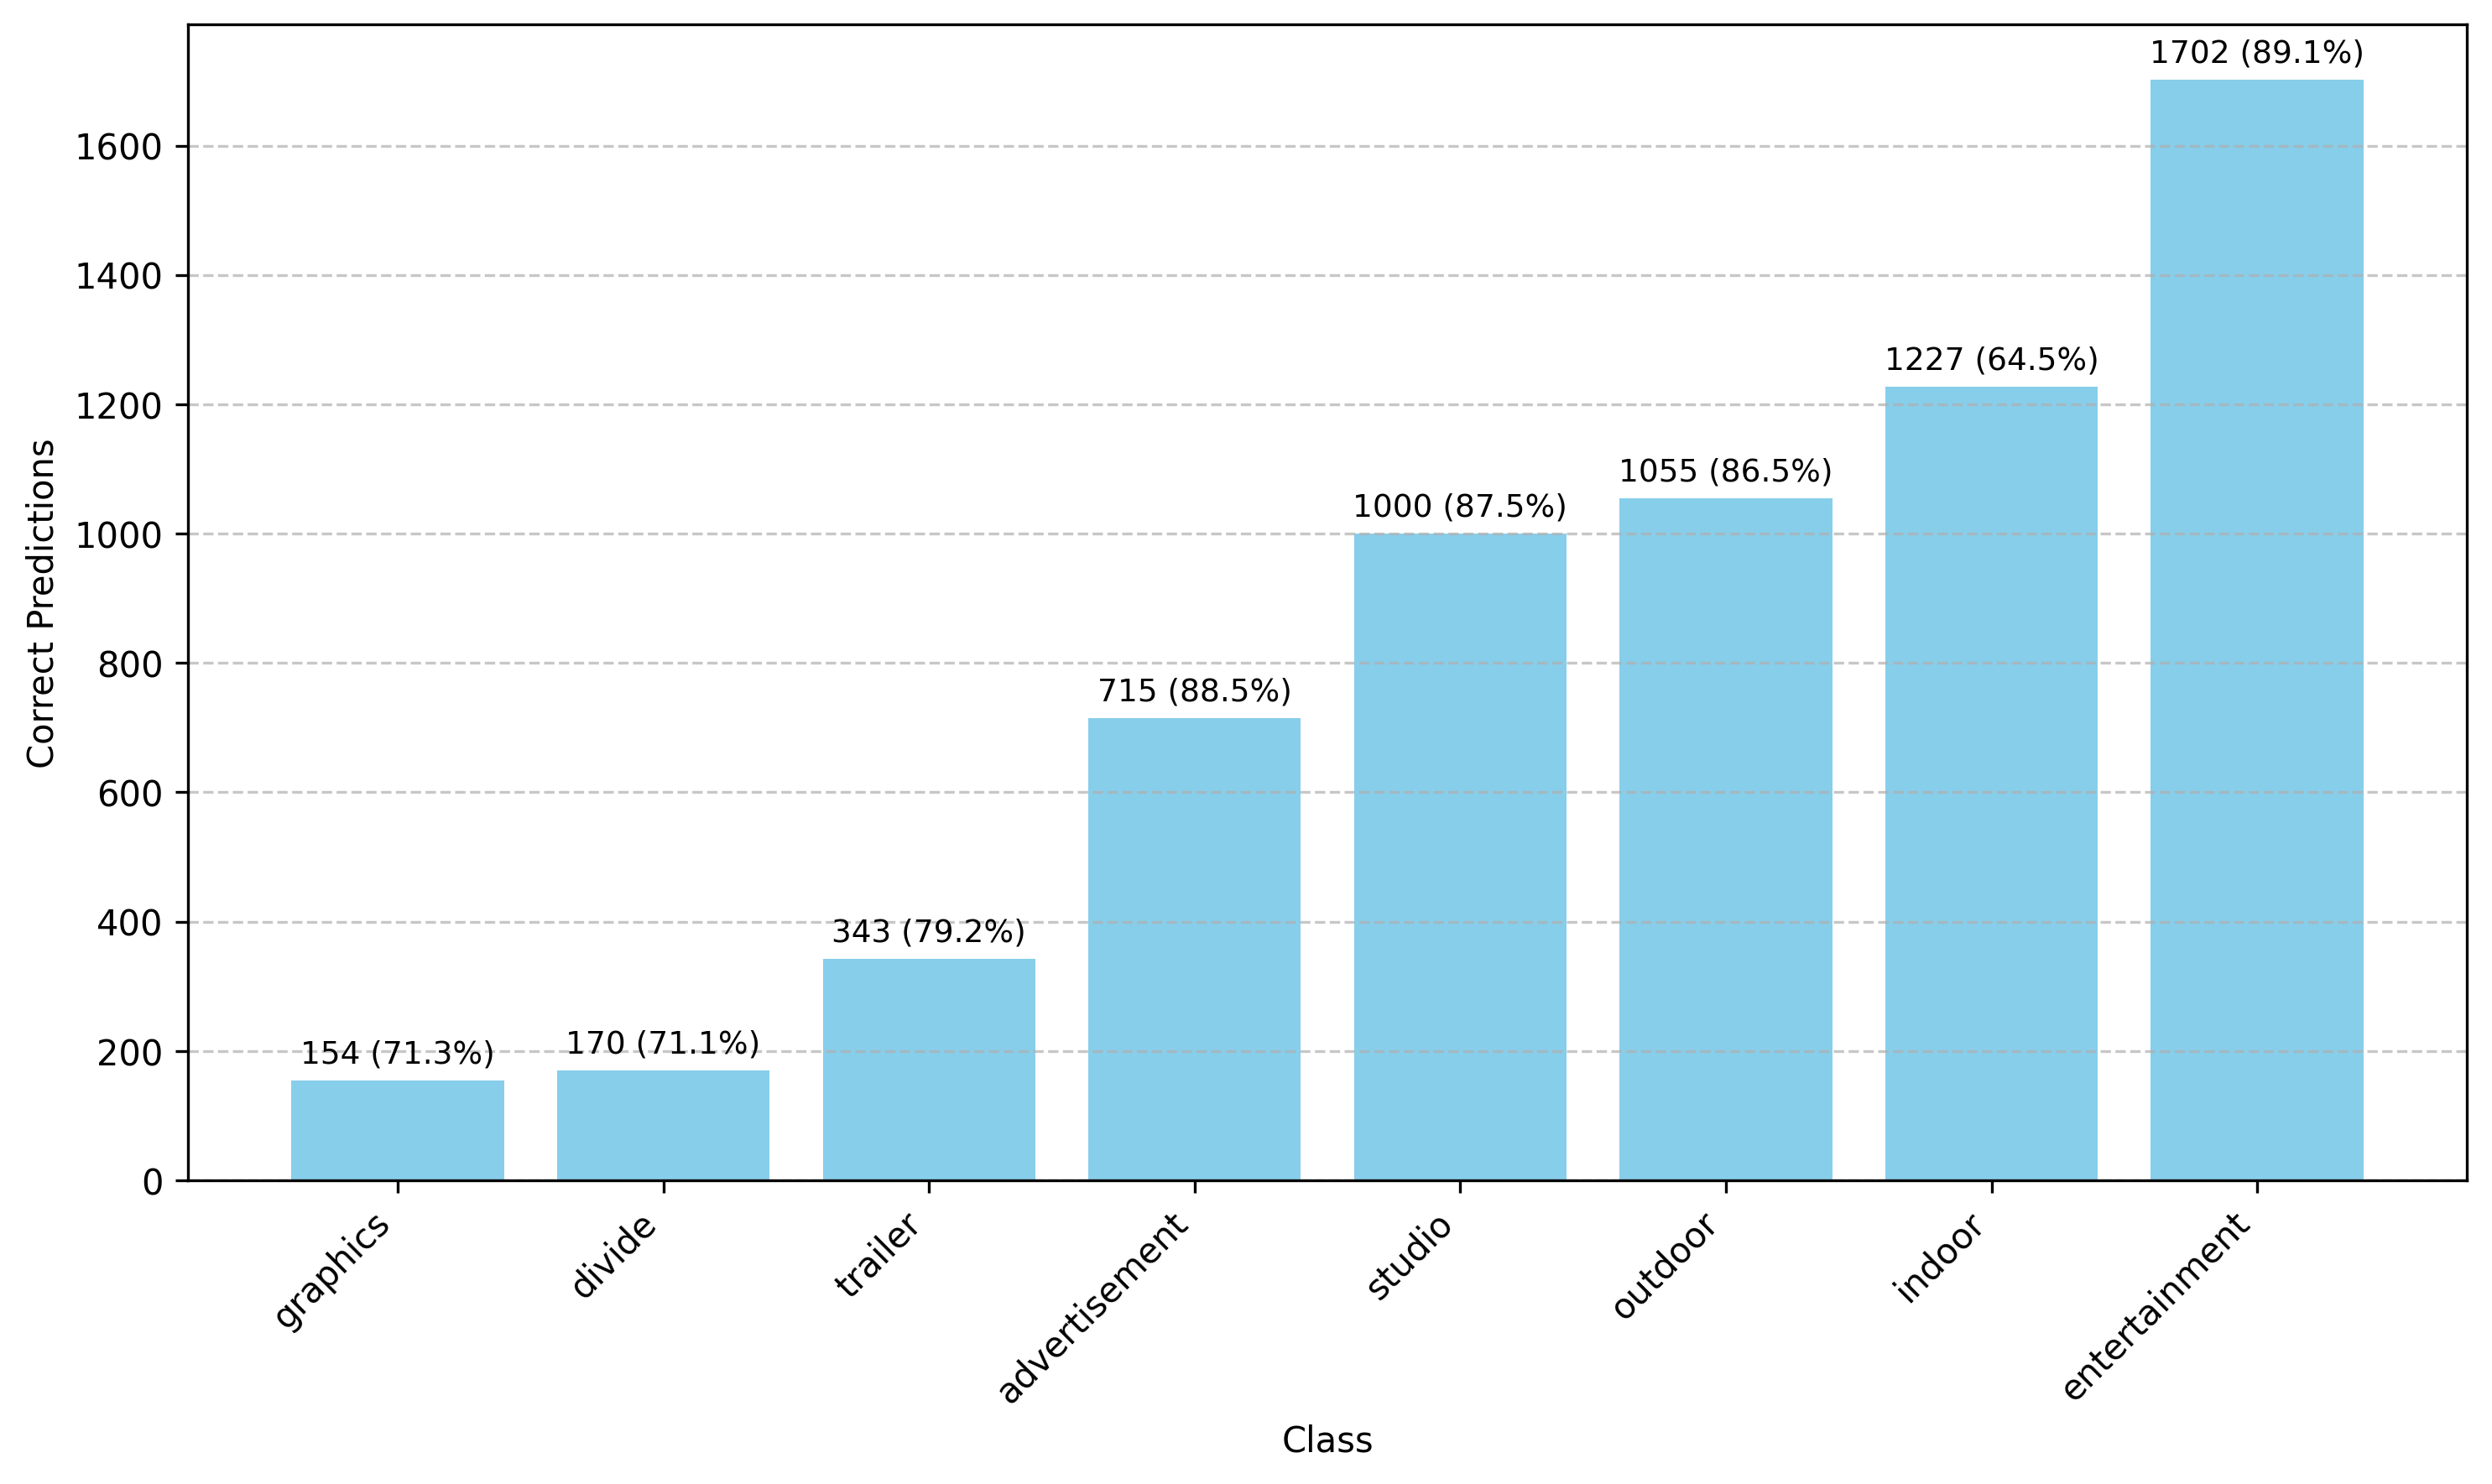 1702 (89.1%)
1600
1400
1227 (64.5%)
1200
1055 (86.5%)
1000 (87.5%)
1000
715 (88.5%)
800
600
343 (79.2%)
400
170 (71.1%)
154 (71.3%)
200
0
Correct Predictions
graphics
divide
trailer
advertisement
studio
outdoor
indoor
entertainment
Class